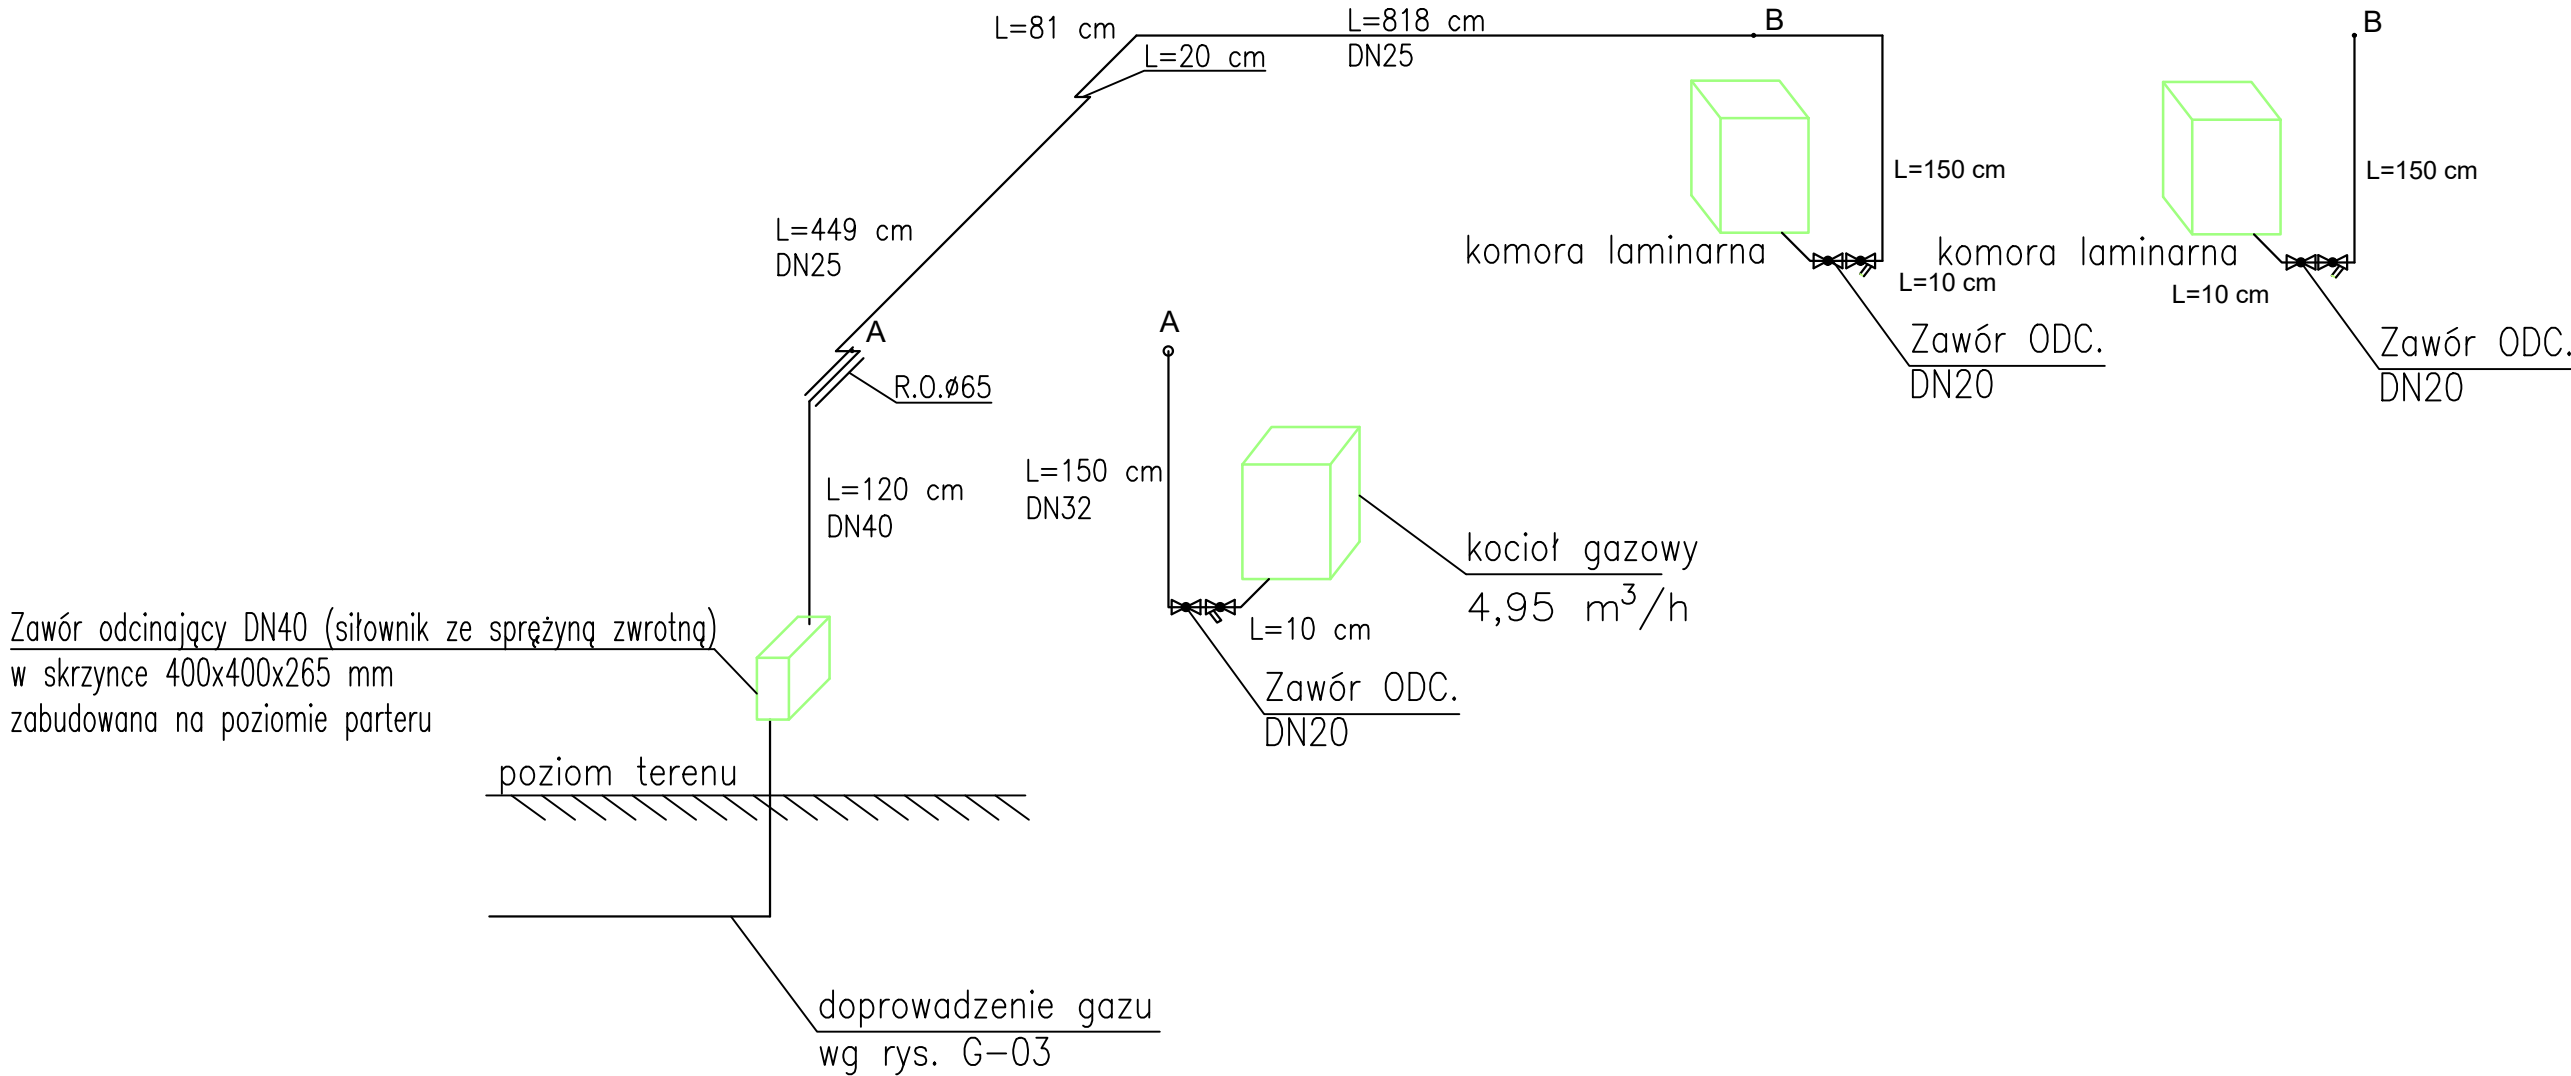 L=81 cm
L=818 cm
DN25
B
B
L=20 cm
L=150 cm
L=150 cm
L=449 cm
DN25
komora laminarna
komora laminarna
L=10 cm
L=10 cm
A
A
Zawór ODC.
DN20
Zawór ODC.
DN20
R.O.ø65
L=150 cm
DN32
L=120 cm
DN40
kocioł gazowy
4,95 m³/h
L=10 cm
Zawór ODC.
DN20
Zawór odcinający DN40 (siłownik ze sprężyną zwrotną)
w skrzynce 400x400x265 mm
zabudowana na poziomie parteru
poziom terenu
doprowadzenie gazu
wg rys. G-03